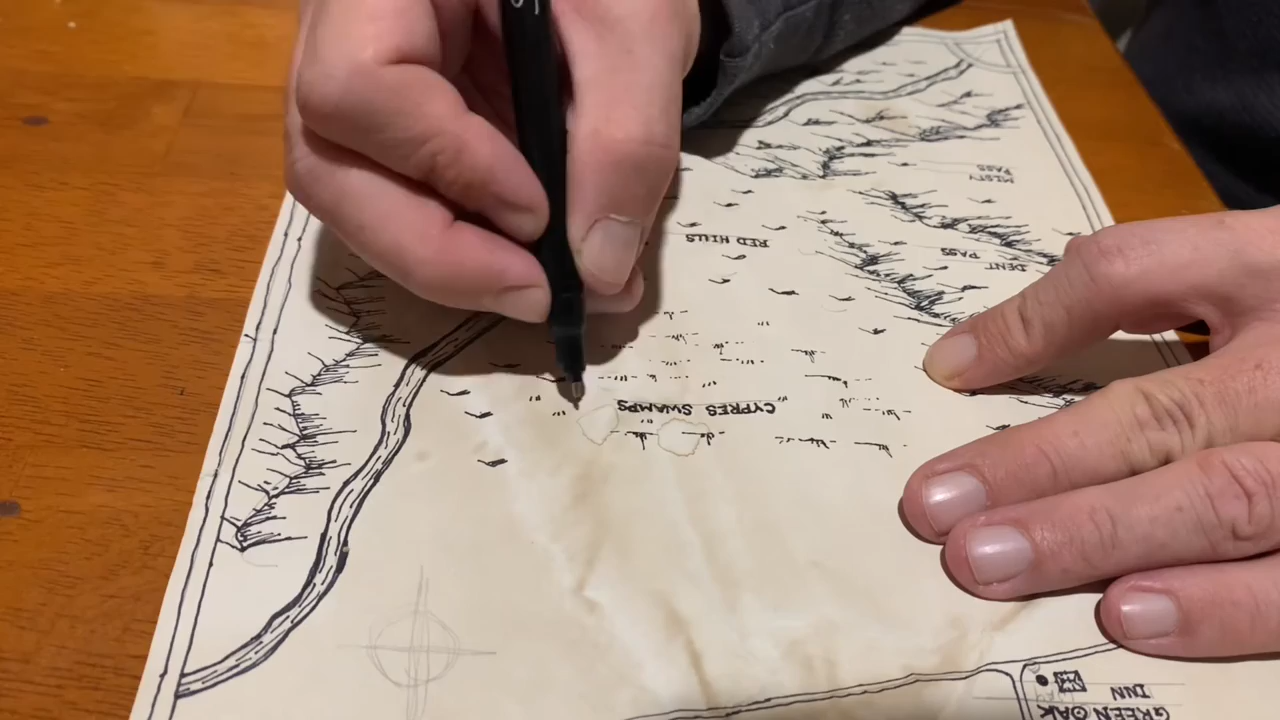 GREEN OAK
INN
CYPRES SWAMPS
DENT PASS
RED HILLS
MISTY
PASS